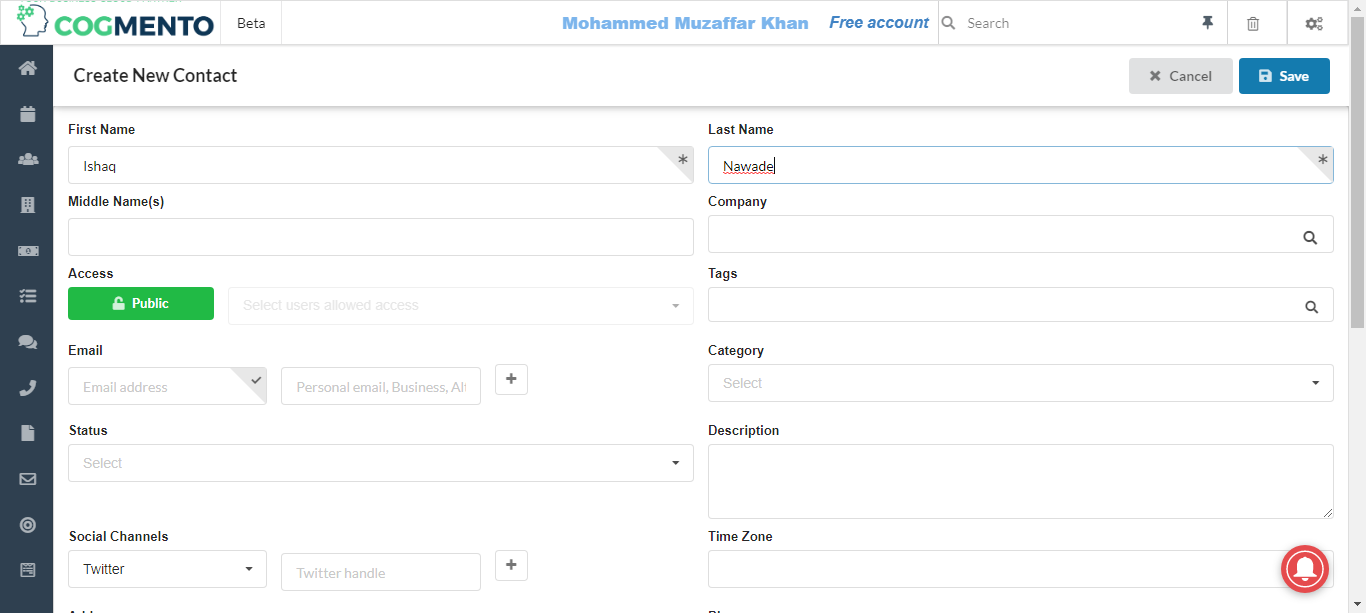 COGMENTO Beta Mohammed Muzaffar Khan Free account Search
Create New Contact Cancel Save
First Name Last Name
Ishaq * Nawade *
Middle Name(s) Company
Access Tags
Public Select users allowed access
Email Category
Email address Personal email, Business, Al Select
Status Description
Select
Social Channels Time Zone
Twitter Twitter handle